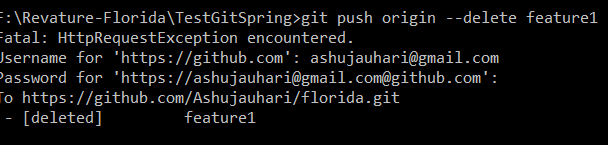 F:\Revature-Florida\TestGitSpring>git push origin --delete feature1
Fatal: HttpRequestException encountered.
Username for 'https://github.com': ashujauhari@gmail.com
Password for 'https://ashujauhari@gmail.com@github.com':
To https://github.com/Ashujauhari/florida.git
 - [deleted]         feature1